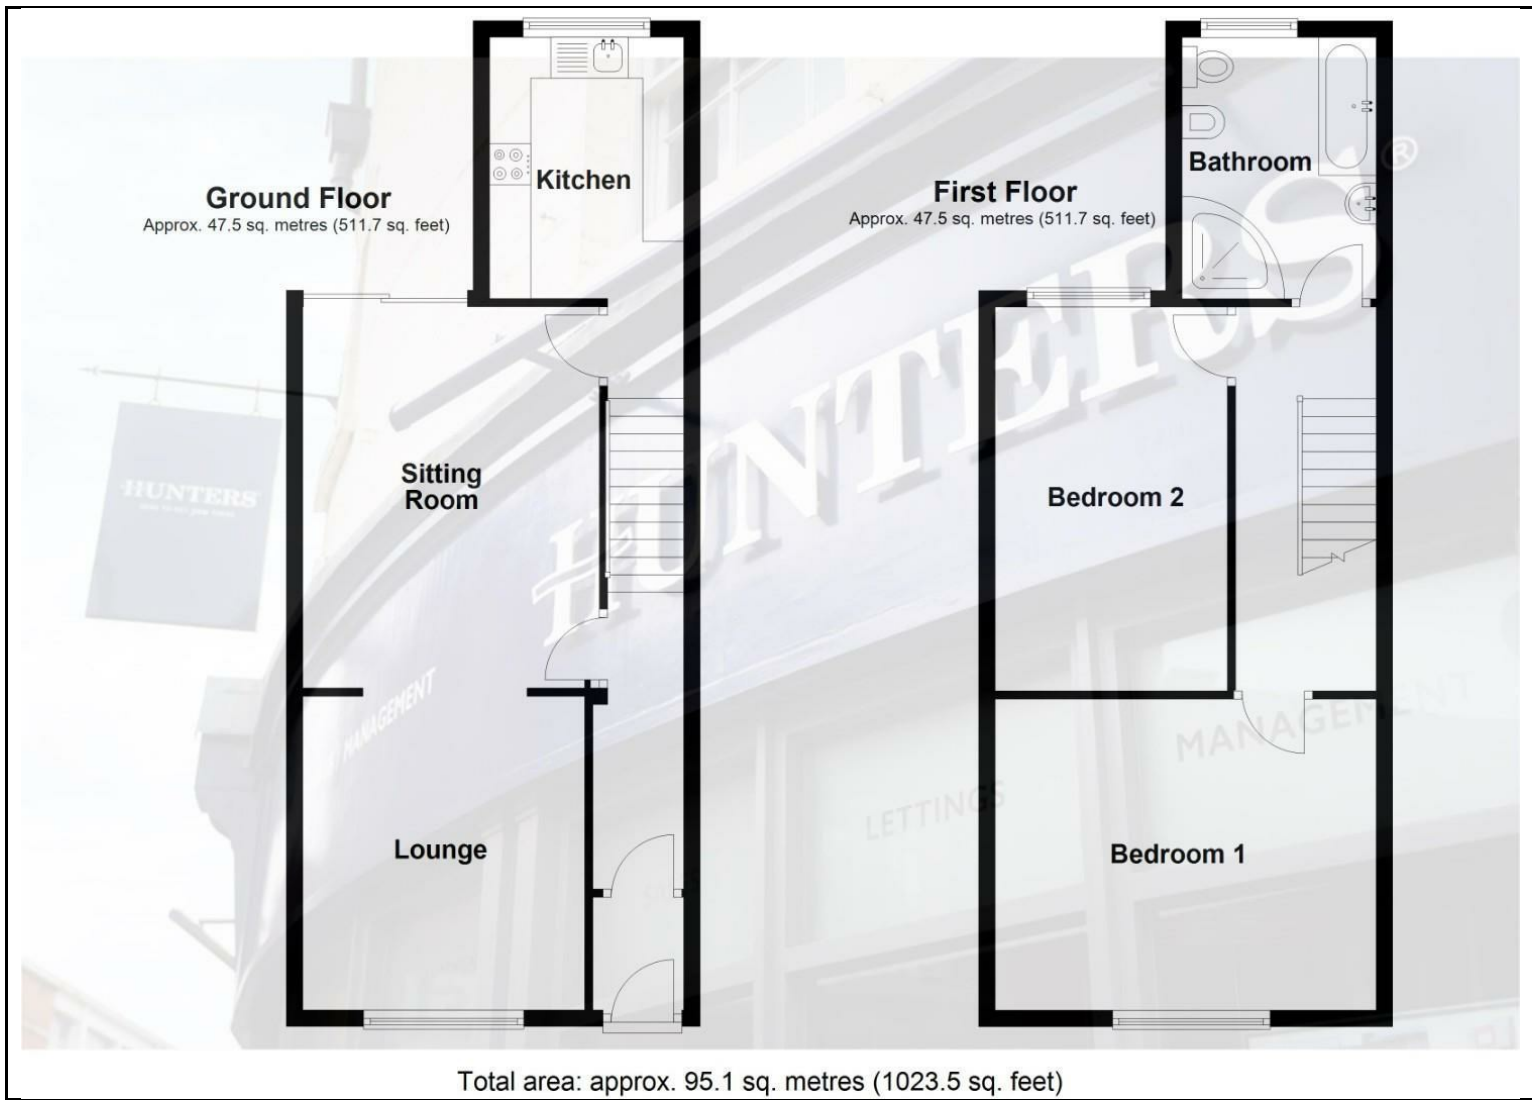 Kitchen
Ground Floor
Approx. 47.5 sq. metres (511.7 sq. feet)
Sitting
Room
Lounge
First Floor
Approx. 47.5 sq. metres (511.7 sq. feet)
Bathroom
Bedroom 2
Bedroom 1
HUNTERS®
HUNTERS
MANAGEMENT
LETTINGS
MANAGEMENT
Total area: approx. 95.1 sq. metres (1023.5 sq. feet)